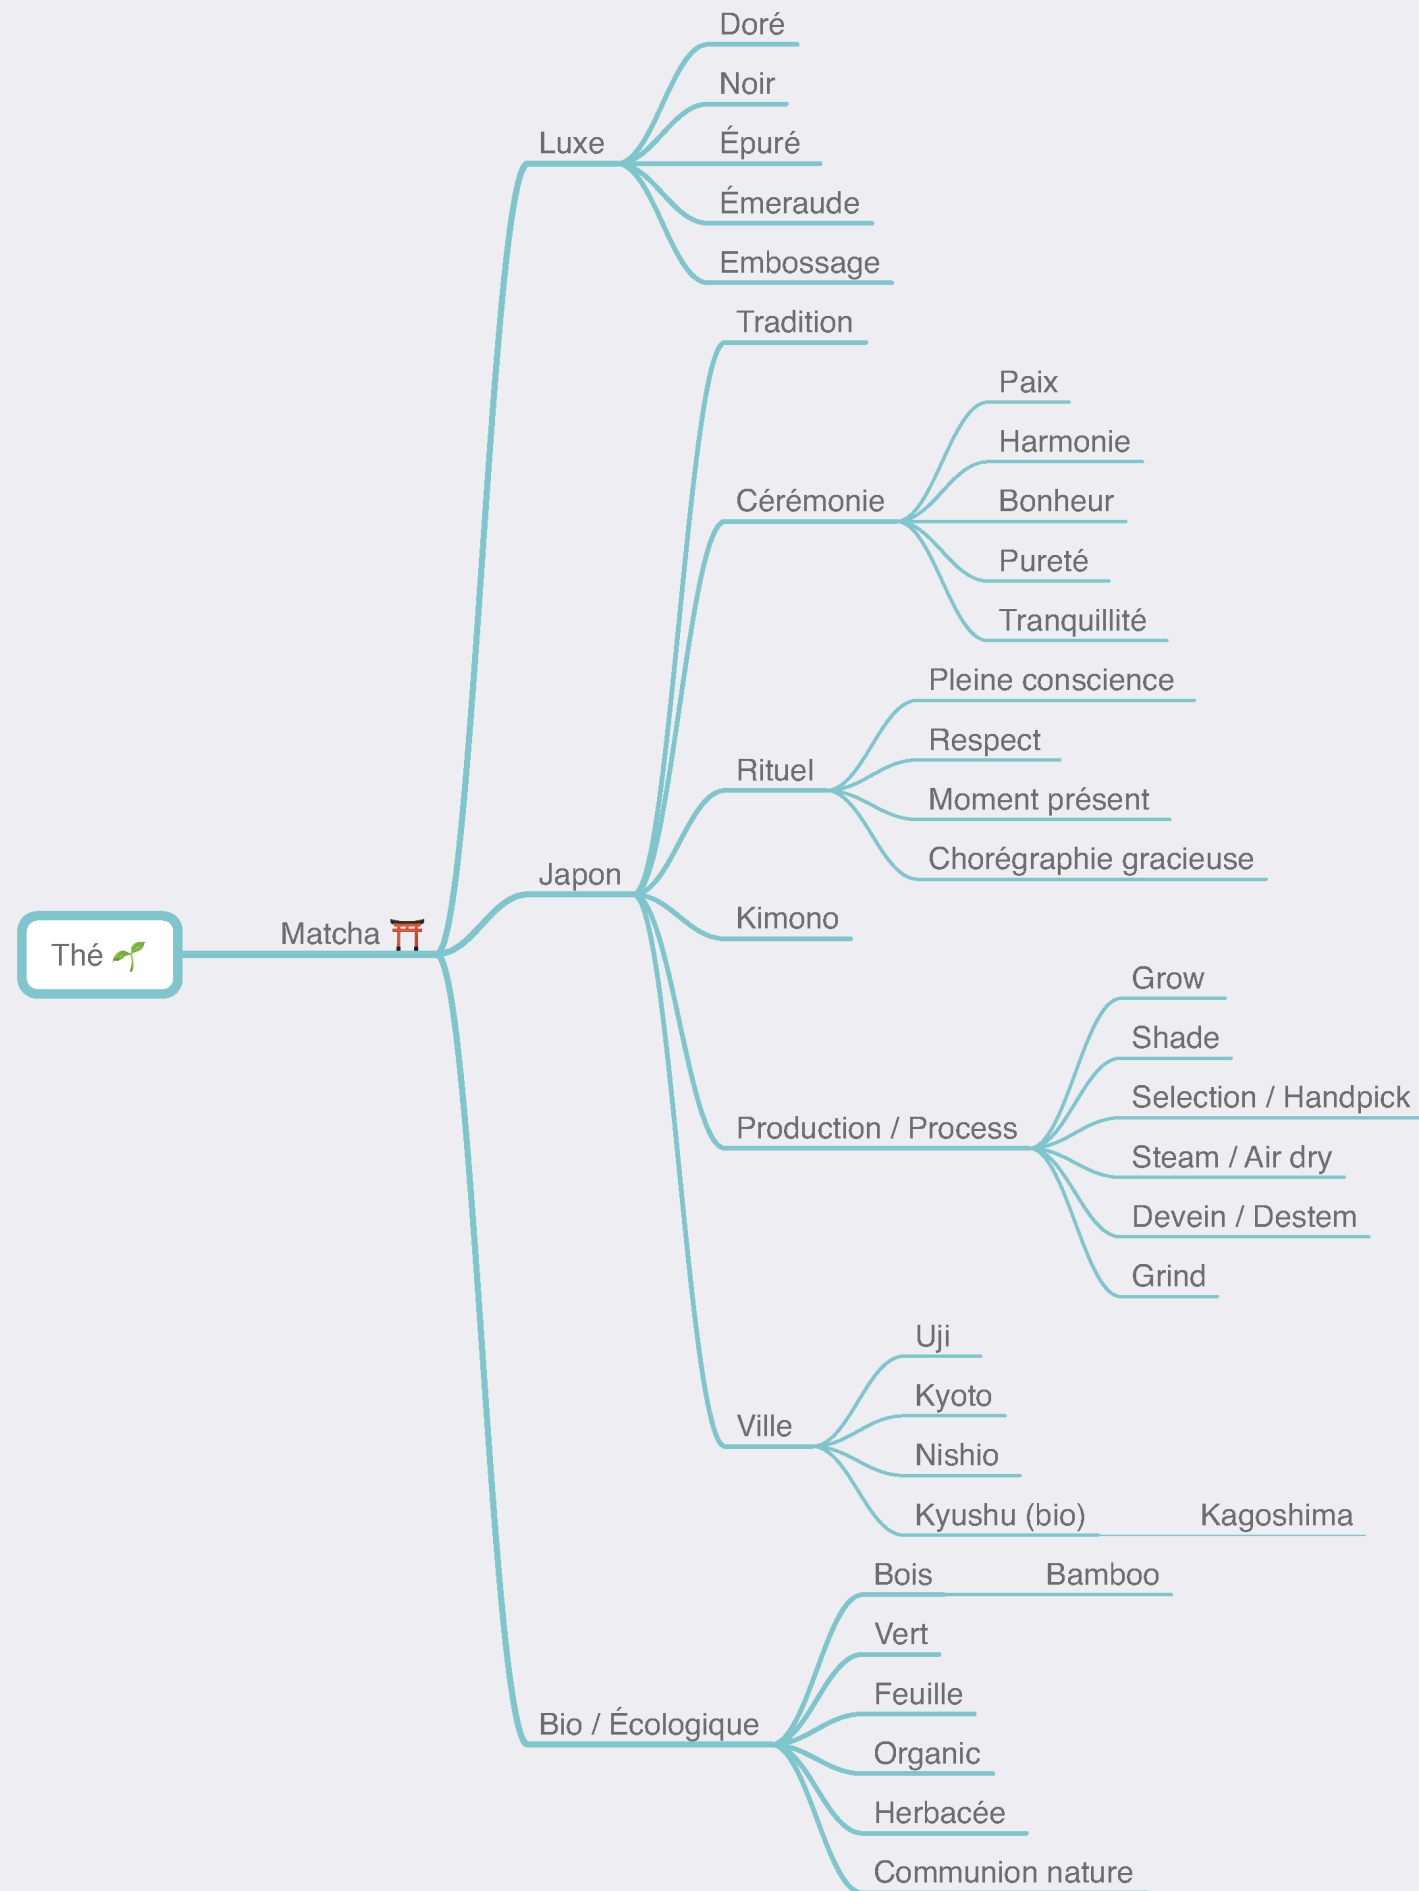 Doré
Noir
Luxe
Épuré
Émeraude
Embossage
Tradition
Paix
Harmonie
Cérémonie
Bonheur
Pureté
Tranquillité
Pleine conscience
Respect
Rituel
Moment présent
Chorégraphie gracieuse
Japon
Kimono
Thé
Matcha
Grow
Shade
Selection / Handpick
Production / Process
Steam / Air dry
Devein / Destem
Grind
Uji
Kyoto
Ville
Nishio
Kyushu (bio)
Kagoshima
Bois
Bamboo
Vert
Feuille
Bio / Écologique
Organic
Herbacée
Communion nature